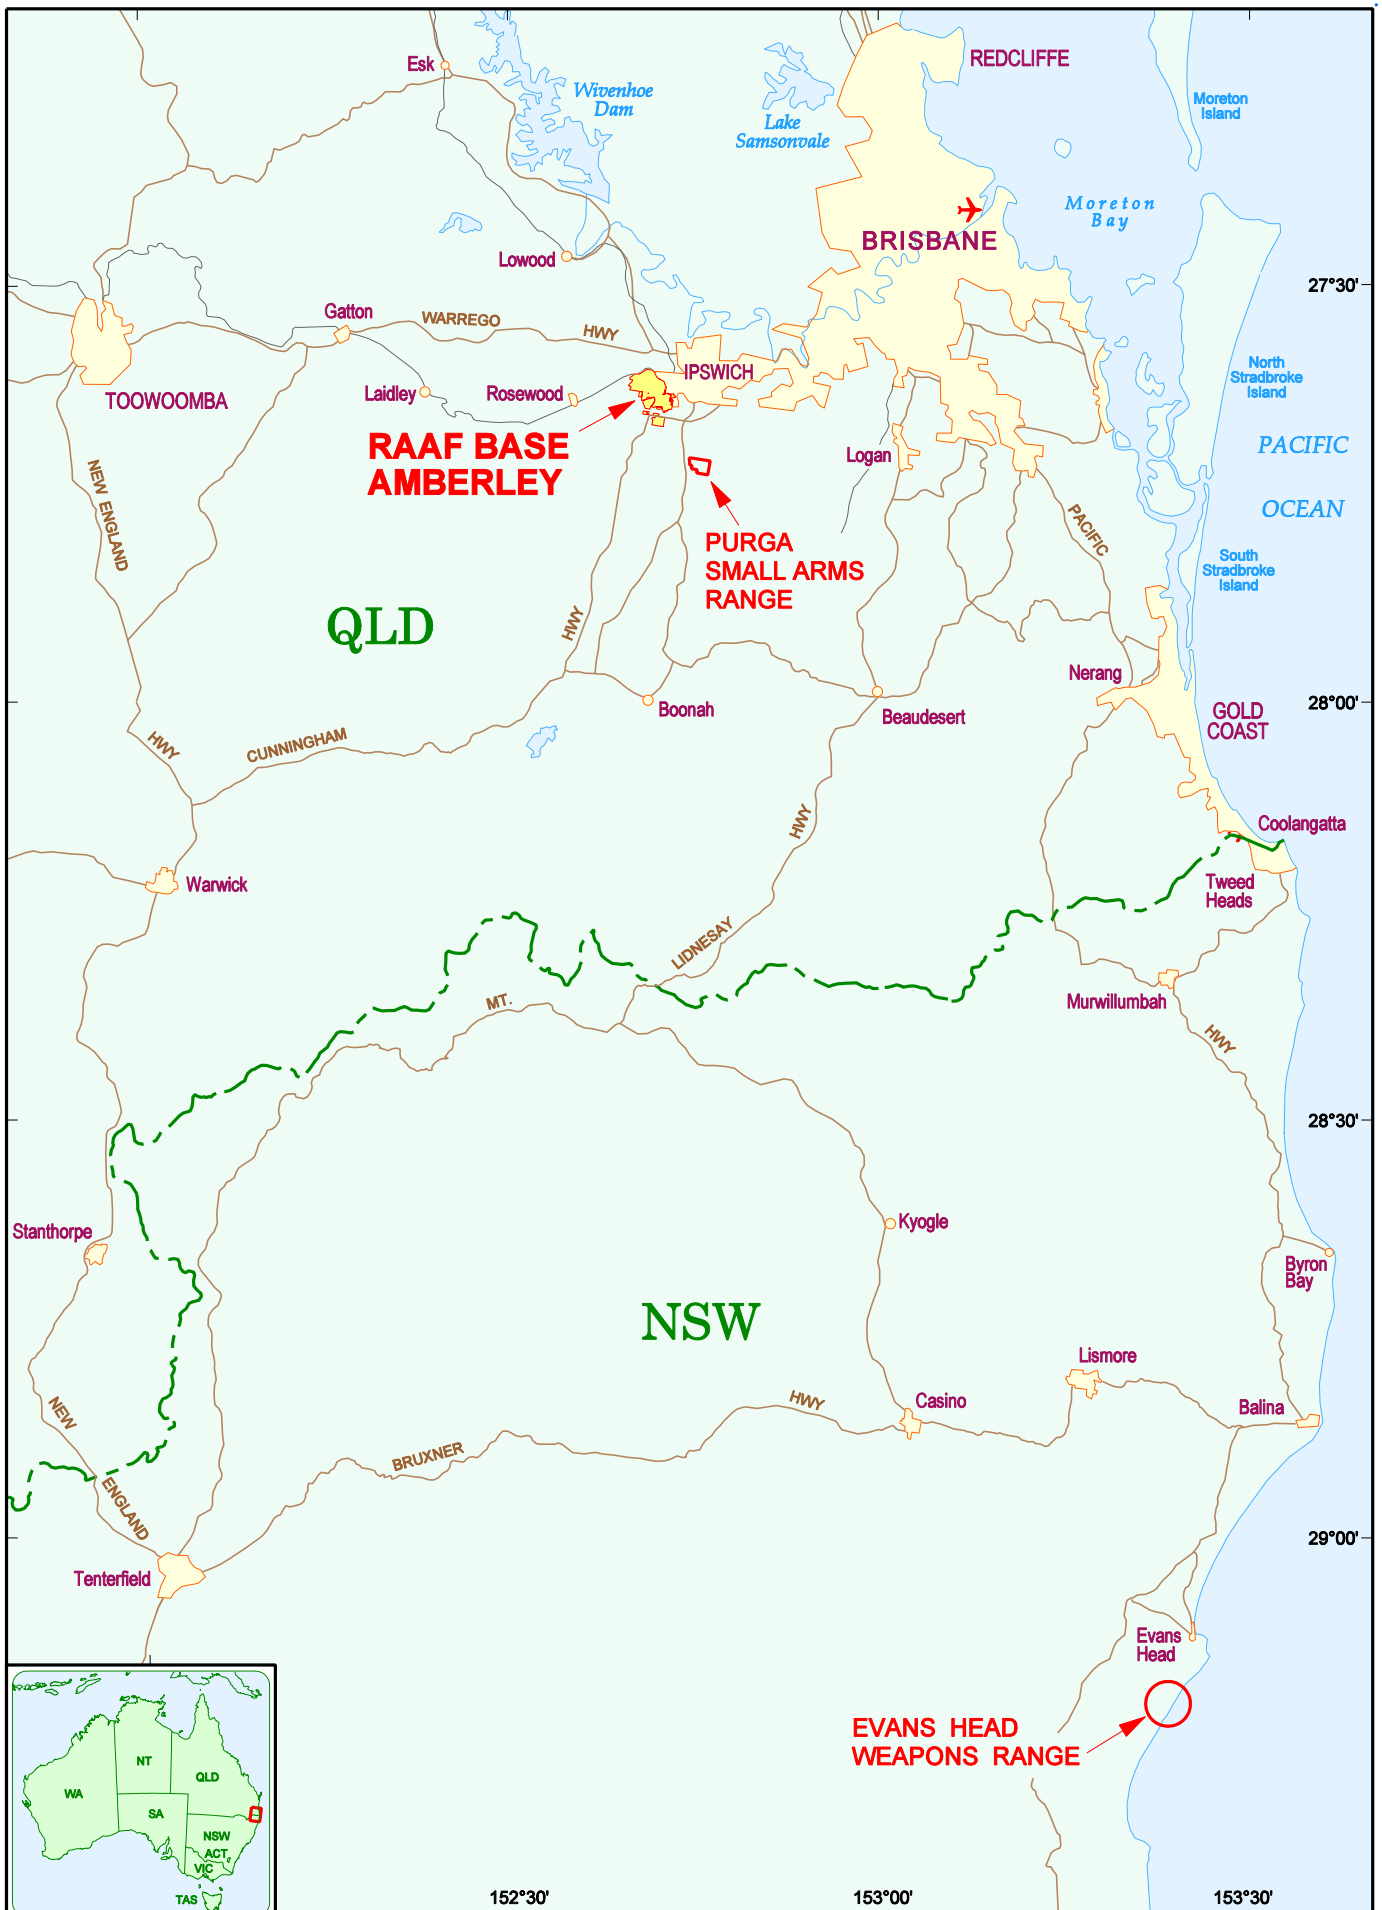 Esk
Wivenhoe
Dam
Lake
Samsonvale
REDCLIFFE
Moreton
Island
Moreton
Bay
BRISBANE
Lowood
27°30'
Gatton
WARREGO
HWY
TOOWOOMBA
Laidley
Rosewood
IPSWICH
North
Stradbroke
Island
RAAF BASE
AMBERLEY
Logan
PACIFIC
OCEAN
NEW ENGLAND
PURGA
SMALL ARMS
RANGE
PACIFIC
South
Stradbroke
Island
QLD
HWY
Nerang
28°00'
Boonah
Beaudesert
GOLD
COAST
HWY
CUNNINGHAM
HWY
Coolangatta
Warwick
Tweed
Heads
LIDNESAY
MT.
Murwillumbah
HWY
28°30'
Stanthorpe
Kyogle
Byron
Bay
NSW
Lismore
NEW
HWY
Casino
Balina
BRUXNER
ENGLAND
29°00'
Tenterfield
Evans
Head
EVANS HEAD
WEAPONS RANGE
NT
QLD
WA
SA
NSW
ACT
VIC
TAS
152°30'
153°00'
153°30'